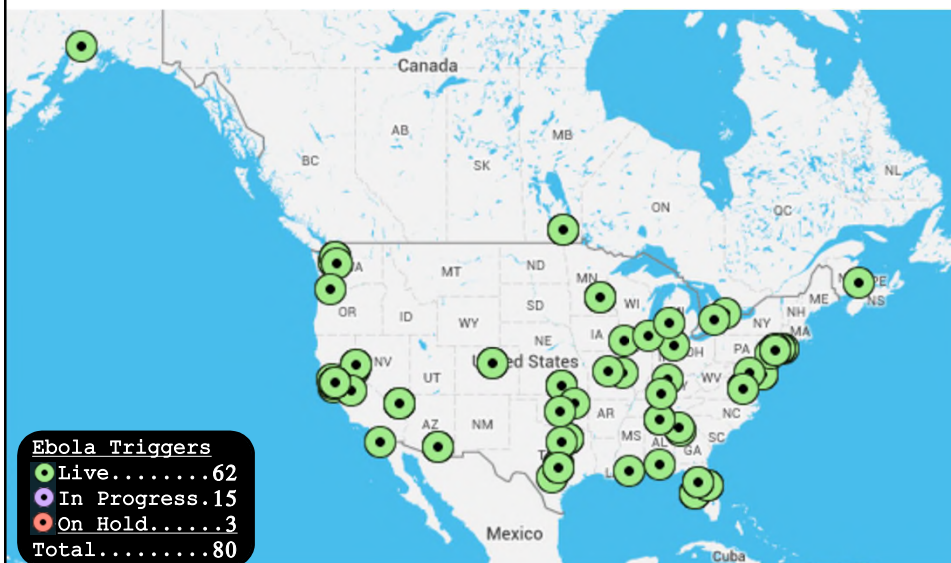 Canada
AB
MB
BC
SK
NL
ON
QC
MT
ND
MN
PE
NS
ME
OR
ID
SD
WI
NH
WY
NY
MA
IA
NE
PA
OH
NV
United States
UT
WV
AZ
NM
AR
NC
MS
AL
SC
GA
Ebola Triggers
Live........62
In Progress.15
On Hold......3
Total.........80
Mexico
Cuba